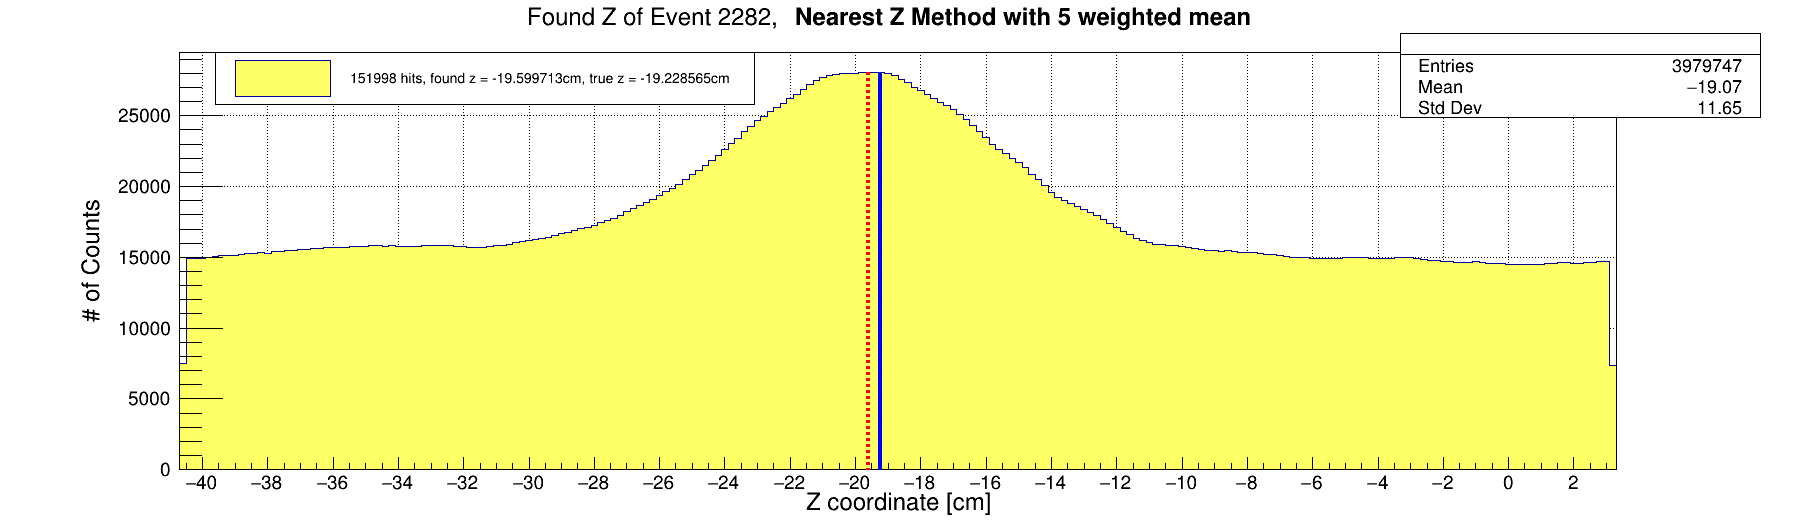 Found Z of Event 2282, Nearest Z Method with 5 weighted mean
151998 hits, found z = -19.599713cm, true z = -19.228565cm
Entries 3979747
Mean −19.07
Std Dev 11.65
# of Counts
25000
20000
15000
10000
5000
0
−40 −38 −36 −34 −32 −30 −28 −26 −24 −22 −20 −18 −16 −14 −12 −10 −8 −6 −4 −2 0 2
Z coordinate [cm]